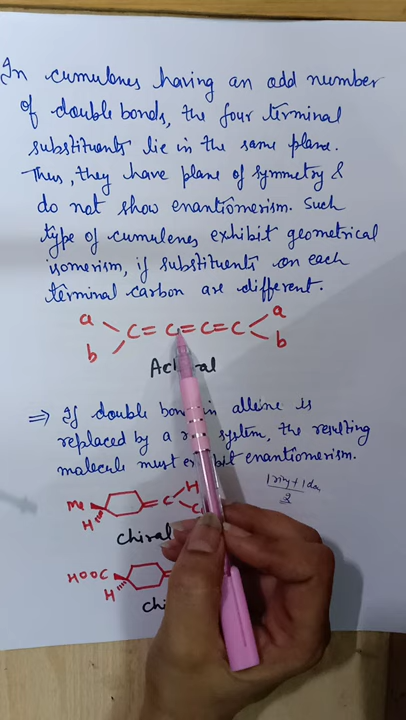 In cumulenes having an odd number
of double bonds, the four terminal
substituents lie in the same plane.
Thus, they have plane of symmetry &
do not show enantiomerism. Such
type of cumulenes exhibit geometrical
isomerism, if substituents on each
terminal carbon are different.
a a
C=C=C=C
b b
Achiral
⇒ If double bond in allene is
replaced by a system, the resulting
molecule must exhibit enantiomerism.
Me H
=C
H
chiral
1 ring + 1 d.b.
2
HOOC
H